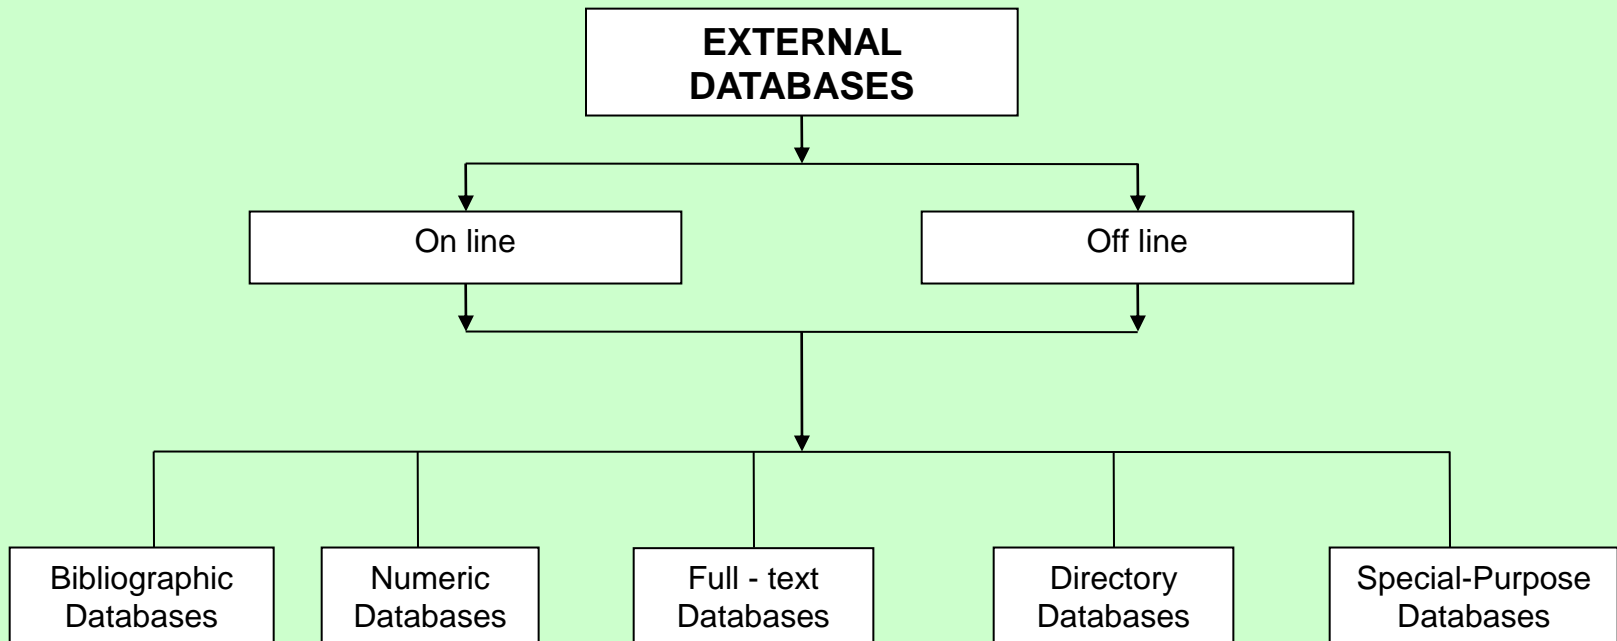 EXTERNAL
DATABASES
On line
Off line
Bibliographic
Databases
Numeric
Databases
Full - text
Databases
Directory
Databases
Special-Purpose
Databases